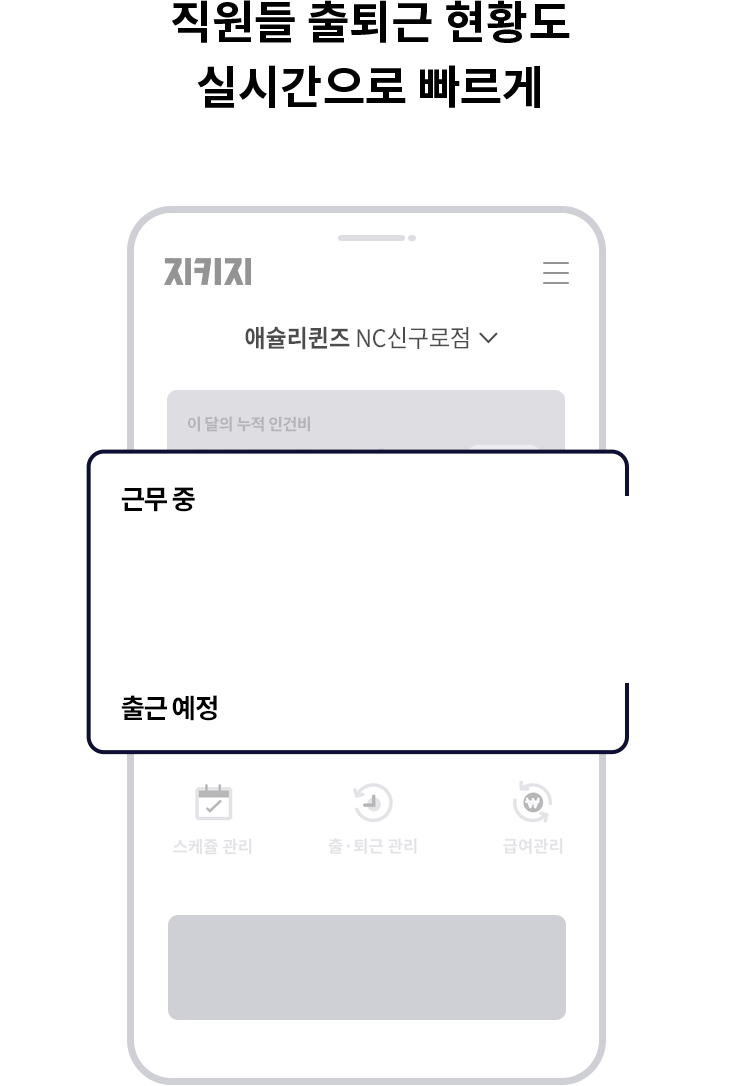 직원들 출퇴근 현황도
실시간으로 빠르게
지키지
애슐리퀸즈 NC신구로점
이 달의 누적 인건비
근무 중
출근 예정
스케쥴 관리
출·퇴근 관리
급여관리